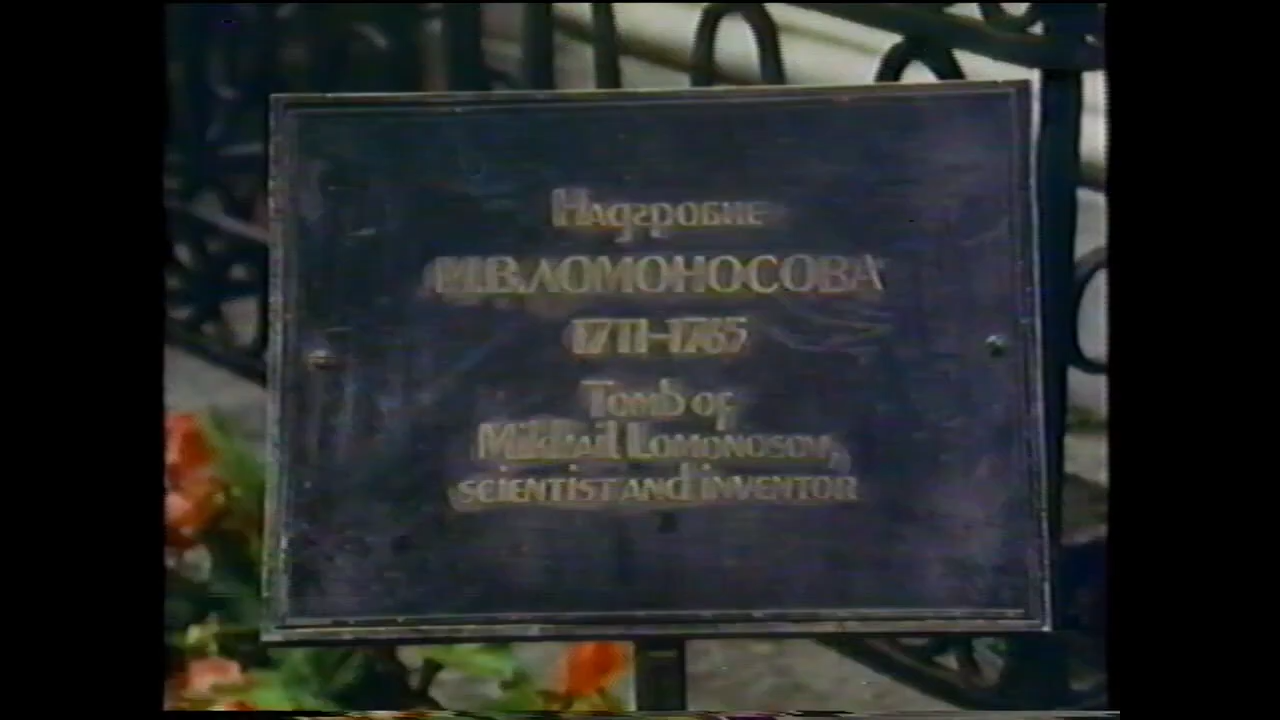 Надгробие
М.В.ЛОМОНОСОВА
1711-1765
Tomb of
Mikhail Lomonosov,
SCIENTIST AND INVENTOR